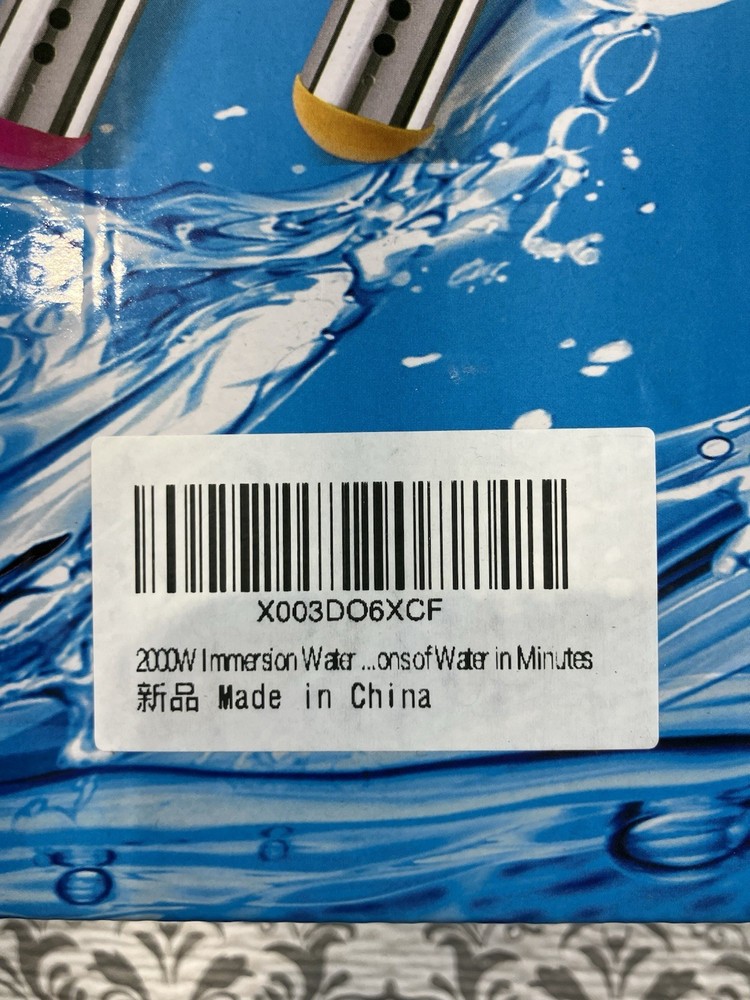 X003DO6XCF
2000W Immersion Water ...ons of Water in Minutes
新品 Made in China